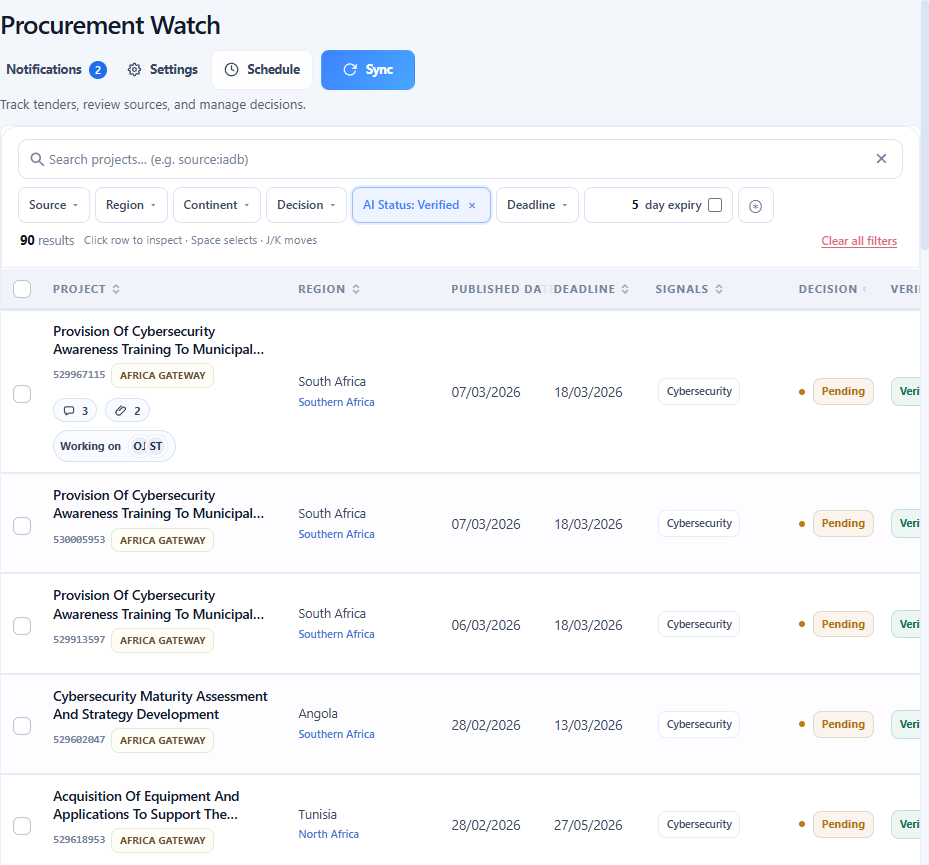 Procurement Watch
Notifications 2 Settings Schedule Sync
Track tenders, review sources, and manage decisions.
Search projects... (e.g. source:iadb)
Source Region Continent Decision AI Status: Verified × Deadline 5 day expiry
90 results Click row to inspect · Space selects · J/K moves Clear all filters
PROJECT REGION PUBLISHED DAT DEADLINE SIGNALS DECISION VERI
Provision Of Cybersecurity
Awareness Training To Municipal...
529967115 AFRICA GATEWAY
3 2
Working on OJ ST
South Africa
Southern Africa
07/03/2026 18/03/2026 Cybersecurity Pending Veri
Provision Of Cybersecurity
Awareness Training To Municipal...
530005953 AFRICA GATEWAY
South Africa
Southern Africa
07/03/2026 18/03/2026 Cybersecurity Pending Veri
Provision Of Cybersecurity
Awareness Training To Municipal...
529913597 AFRICA GATEWAY
South Africa
Southern Africa
06/03/2026 18/03/2026 Cybersecurity Pending Veri
Cybersecurity Maturity Assessment
And Strategy Development
529602047 AFRICA GATEWAY
Angola
Southern Africa
28/02/2026 13/03/2026 Cybersecurity Pending Veri
Acquisition Of Equipment And
Applications To Support The...
529618953 AFRICA GATEWAY
Tunisia
North Africa
28/02/2026 27/05/2026 Cybersecurity Pending Veri